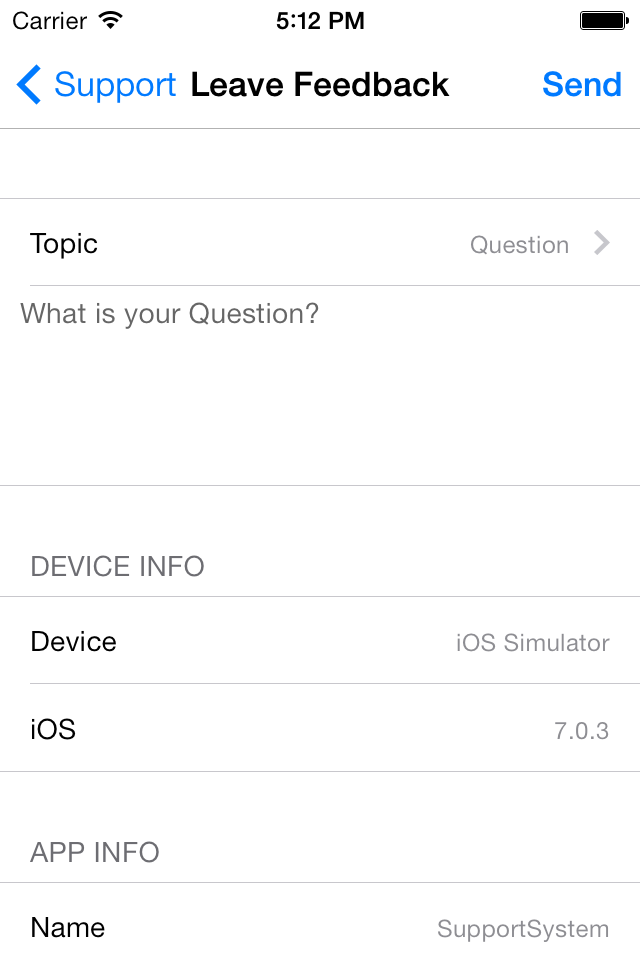 Carrier 5:12 PM
Support Leave Feedback Send
Topic Question
What is your Question?
DEVICE INFO
Device iOS Simulator
iOS 7.0.3
APP INFO
Name SupportSystem